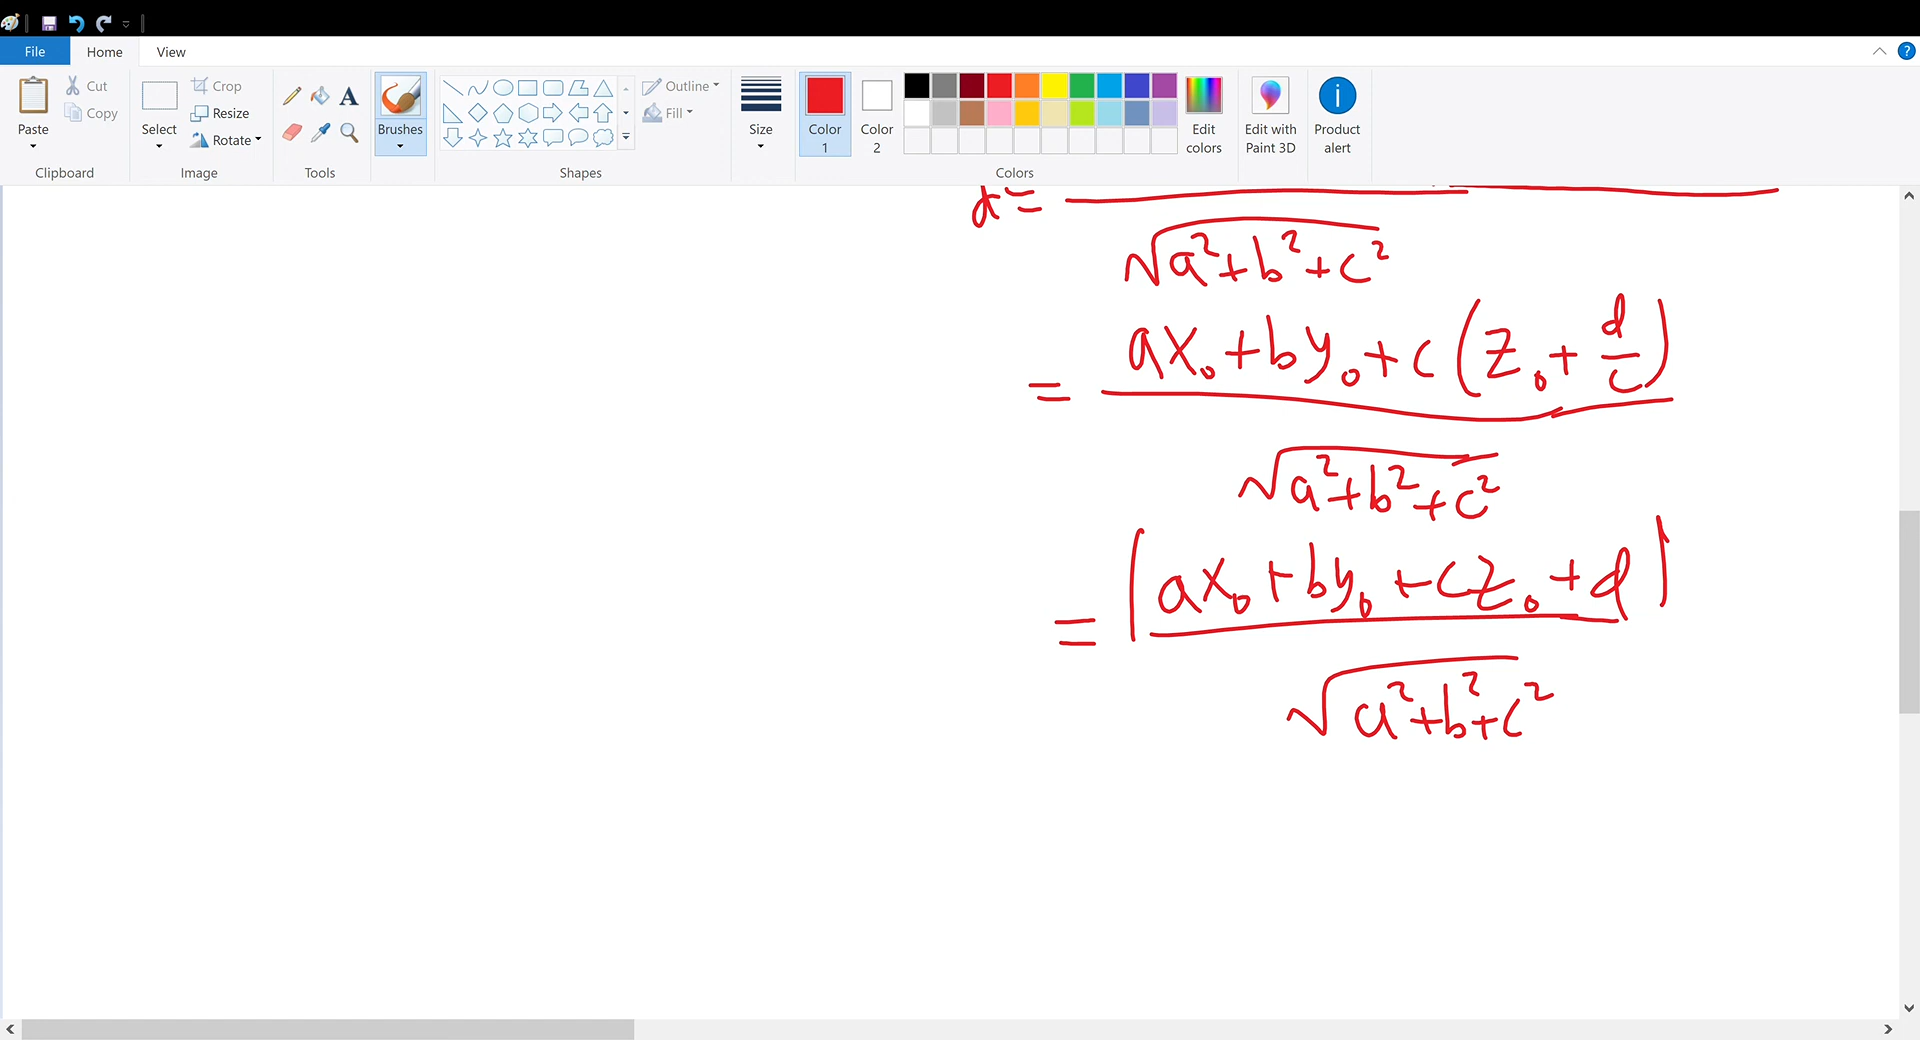 File Home View
Paste Cut Copy Clipboard
Select Crop Resize Rotate Image
A Tools
Brushes
Shapes Outline Fill
Size
Color 1 Color 2 Edit colors Colors
Edit with Paint 3D
Product alert
d =
√a²+b²+c²
= ax₀+by₀+c(z₀+d/c)
√a²+b²+c²
= |ax₀+by₀+cz₀+d|
√a²+b²+c²